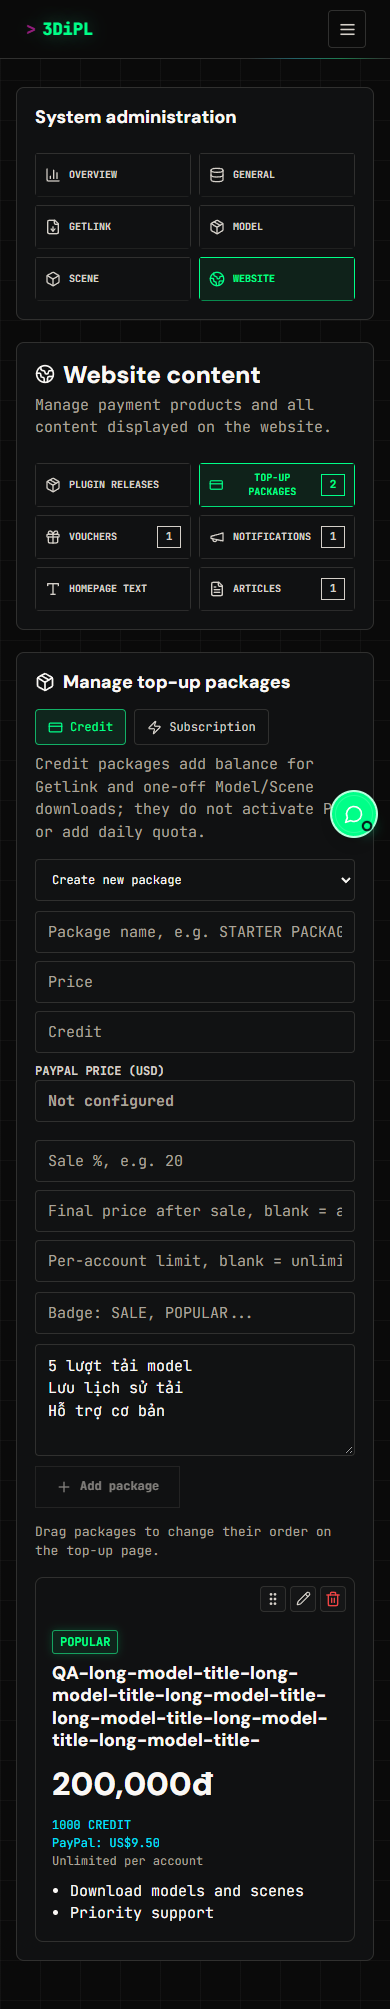 > 3DiPL
System administration
OVERVIEW
GENERAL
GETLINK
MODEL
SCENE
WEBSITE
Website content
Manage payment products and all
content displayed on the website.
PLUGIN RELEASES
TOP-UP
PACKAGES
2
VOUCHERS
1
NOTIFICATIONS
1
HOMEPAGE TEXT
ARTICLES
1
Manage top-up packages
Credit
Subscription
Credit packages add balance for
Getlink and one-off Model/Scene
downloads; they do not activate
or add daily quota.
Create new package
Package name, e.g. STARTER PACKAG
Price
Credit
PAYPAL PRICE (USD)
Not configured
Sale %, e.g. 20
Final price after sale, blank =
Per-account limit, blank = unlimi
Badge: SALE, POPULAR...
5 lượt tải model
Lưu lịch sử tải
Hỗ trợ cơ bản
+ Add package
Drag packages to change their order on
the top-up page.
POPULAR
QA-long-model-title-long-
model-title-long-model-title-
long-model-title-long-model-
title-long-model-title-
200,000đ
1000 CREDIT
PayPal: US$9.50
Unlimited per account
• Download models and scenes
• Priority support